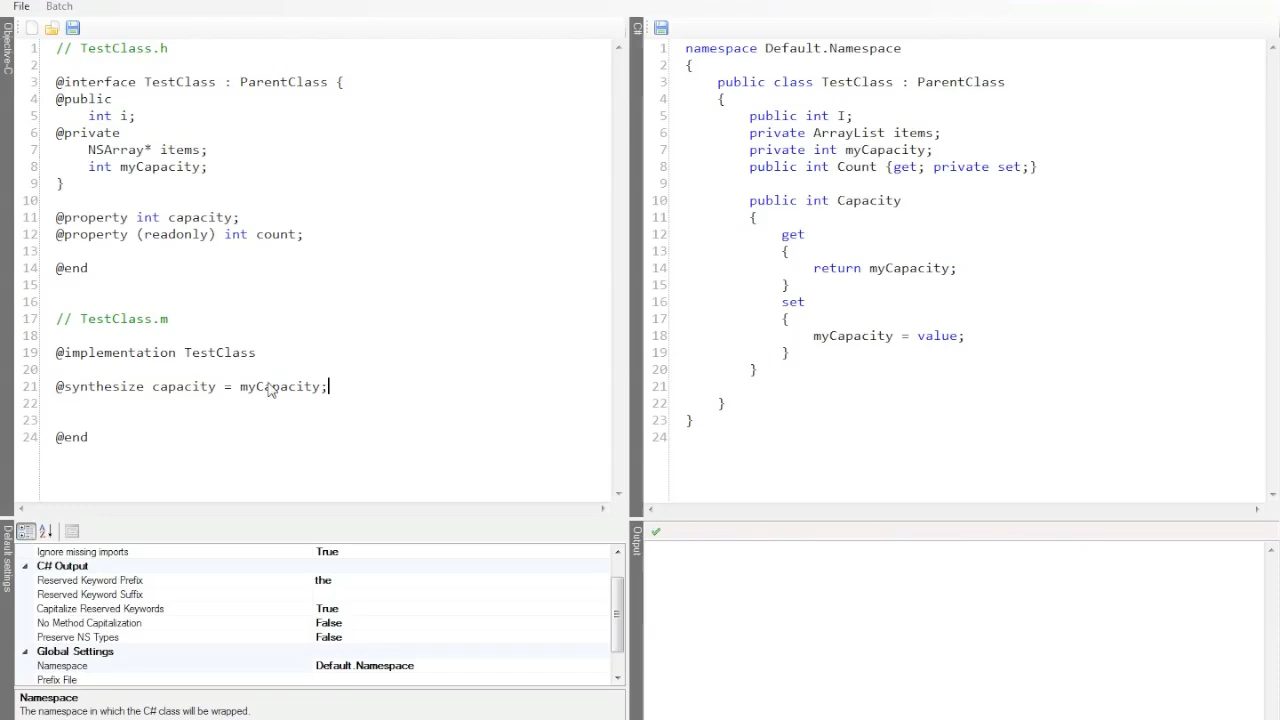 File Batch
Objective-C
1 // TestClass.h
2
3 @interface TestClass : ParentClass {
4 @public
5 int i;
6 @private
7 NSArray* items;
8 int myCapacity;
9 }
10
11 @property int capacity;
12 @property (readonly) int count;
13
14 @end
15
16
17 // TestClass.m
18
19 @implementation TestClass
20
21 @synthesize capacity = myCapacity;
22
23
24 @end
C#
1 namespace Default.Namespace
2 {
3 public class TestClass : ParentClass
4 {
5 public int I;
6 private ArrayList items;
7 private int myCapacity;
8 public int Count {get; private set;}
9
10 public int Capacity
11 {
12 get
13 {
14 return myCapacity;
15 }
16 set
17 {
18 myCapacity = value;
19 }
20 }
21
22 }
23 }
24
Default settings
Ignore missing imports True
C# Output
Reserved Keyword Prefix the
Reserved Keyword Suffix
Capitalize Reserved Keywords True
No Method Capitalization False
Preserve NS Types False
Global Settings
Namespace Default.Namespace
Prefix File
Namespace
The namespace in which the C# class will be wrapped.
Output